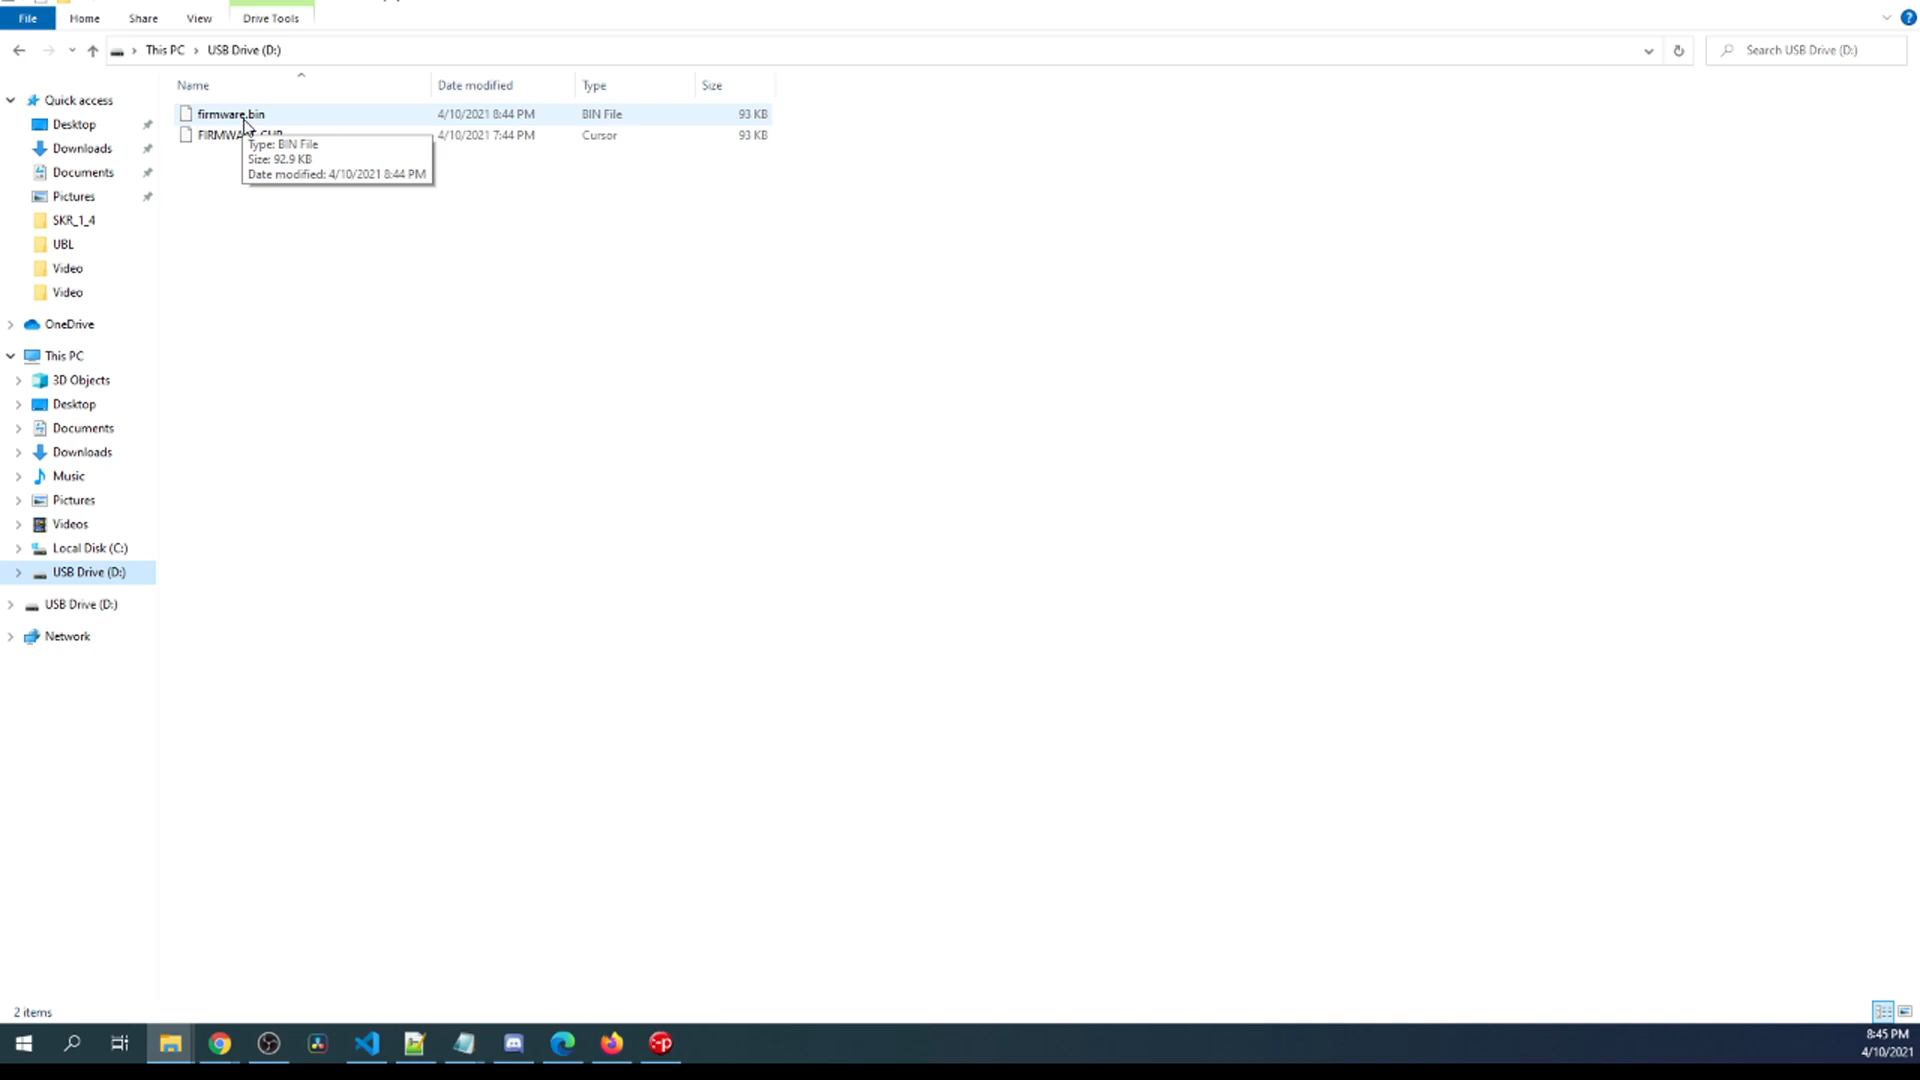 File Home Share View Drive Tools
This PC USB Drive (D:) Search USB Drive (D:)
Name Date modified Type Size
firmware.bin 4/10/2021 8:44 PM BIN File 93 KB
4/10/2021 7:44 PM Cursor 93 KB
Type: BIN File
Size: 92.9 KB
Date modified: 4/10/2021 8:44 PM
Quick access
Desktop
Downloads
Documents
Pictures
SKR_1_4
UBL
Video
Video
OneDrive
This PC
3D Objects
Desktop
Documents
Downloads
Music
Pictures
Videos
Local Disk (C:)
USB Drive (D:)
USB Drive (D:)
Network
2 items
8:45 PM
4/10/2021